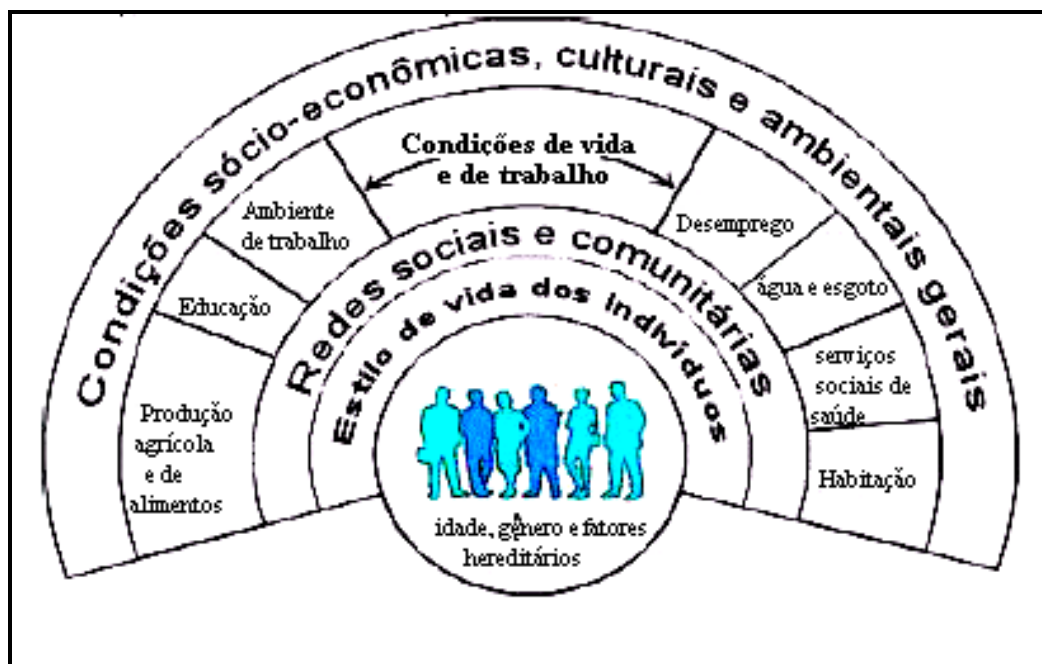 Condições sócio-econômicas, culturais e ambientais gerais
Condições de vida
e de trabalho
Ambiente
de trabalho
Educação
Produção
agrícola
e de
alimentos
Desemprego
água e esgoto
serviços
sociais de
saúde
Habitação
Redes sociais e comunitárias
Estilo de vida dos indivíduos
idade, gênero e fatores
hereditários